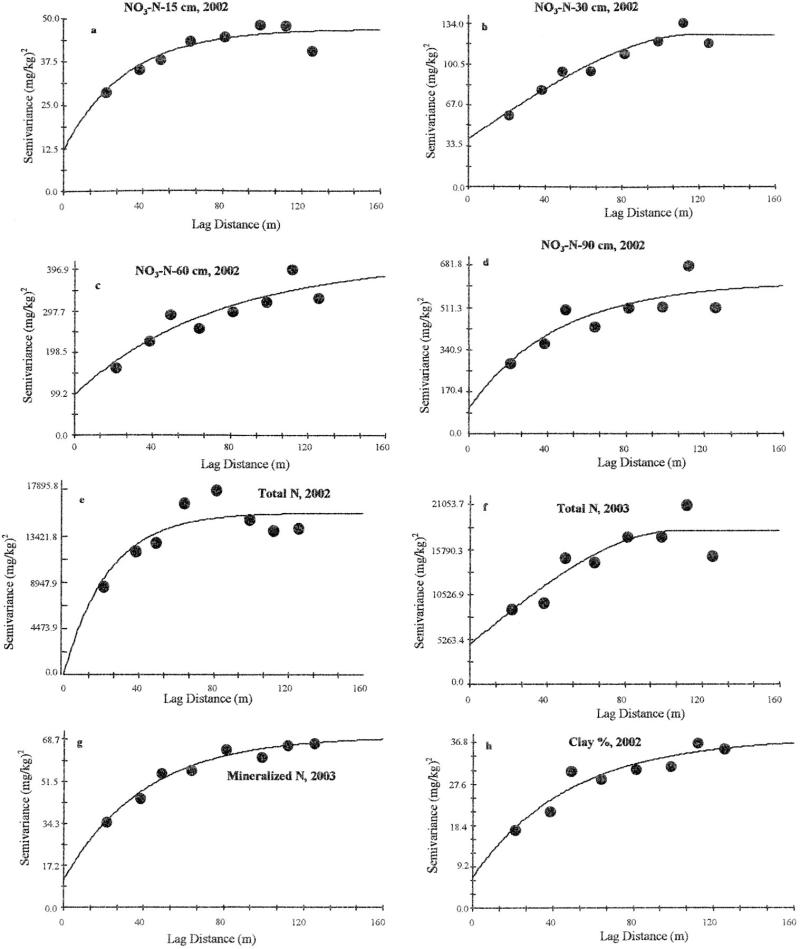 NO₃-N-15 cm, 2002
a
Semivariance (mg/kg)²
50.0
37.5
25.0
12.5
0.0
0 40 80 120 160
Lag Distance (m)
NO₃-N-30 cm, 2002
b
Semivariance (mg/kg)²
134.0
100.5
67.0
33.5
0.0
0 40 80 120 160
Lag Distance (m)
NO₃-N-60 cm, 2002
c
Semivariance (mg/kg)²
396.9
297.7
198.5
99.2
0.0
0 40 80 120 160
Lag Distance (m)
NO₃-N-90 cm, 2002
d
Semivariance (mg/kg)²
681.8
511.3
340.9
170.4
0.0
0 40 80 120 160
Lag Distance (m)
Total N, 2002
e
Semivariance (mg/kg)²
17895.8
13421.8
8947.9
4473.9
0.0
0 40 80 120 160
Lag Distance (m)
Total N, 2003
f
Semivariance (mg/kg)²
21053.7
15790.3
10526.9
5263.4
0.0
0 40 80 120 160
Lag Distance (m)
Mineralized N, 2003
g
Semivariance (mg/kg)²
68.7
51.5
34.3
17.2
0.0
0 40 80 120 160
Lag Distance (m)
Clay %, 2002
h
Semivariance (mg/kg)²
36.8
27.6
18.4
9.2
0.0
0 40 80 120 160
Lag Distance (m)